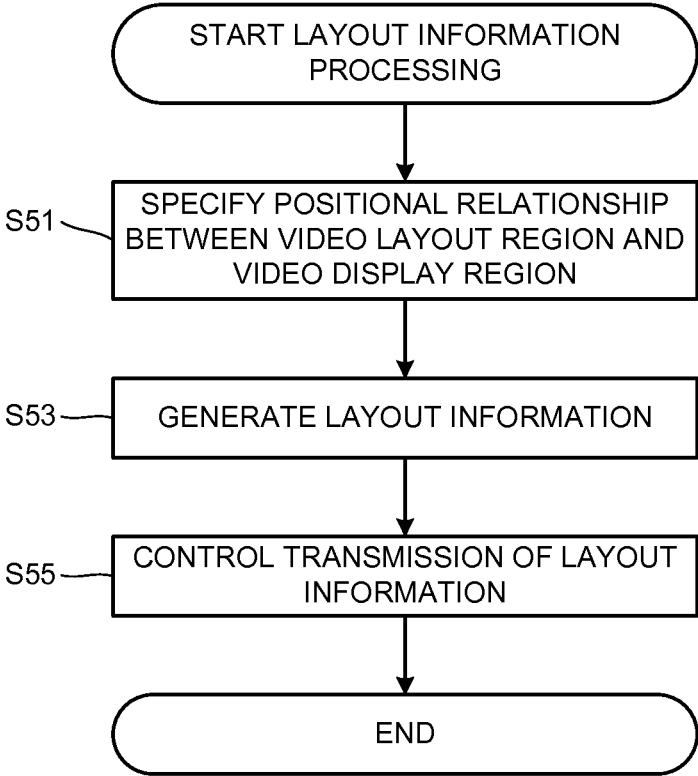 START LAYOUT INFORMATION
PROCESSING
S51
SPECIFY POSITIONAL RELATIONSHIP
BETWEEN VIDEO LAYOUT REGION AND
VIDEO DISPLAY REGION
S53
GENERATE LAYOUT INFORMATION
S55
CONTROL TRANSMISSION OF LAYOUT
INFORMATION
END